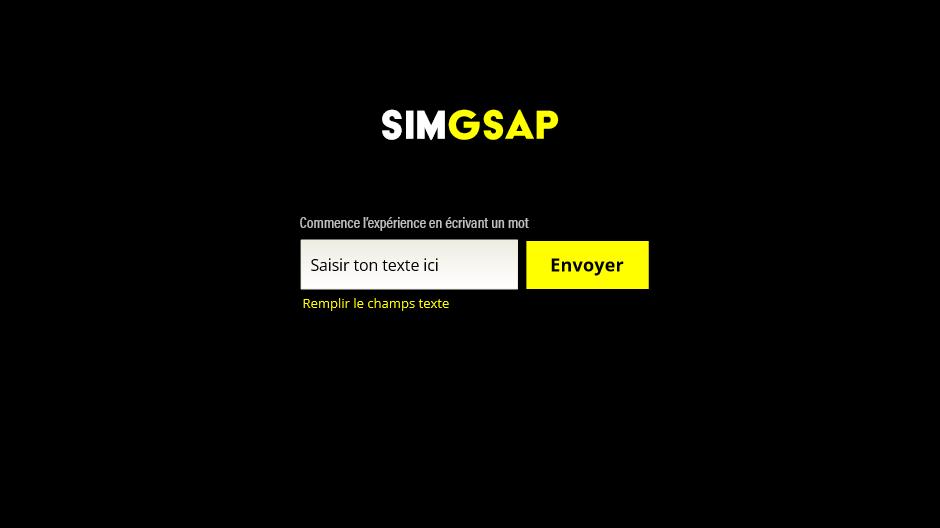 SIMGSAP
Commence l'expérience en écrivant un mot
Saisir ton texte ici
Envoyer
Remplir le champs texte